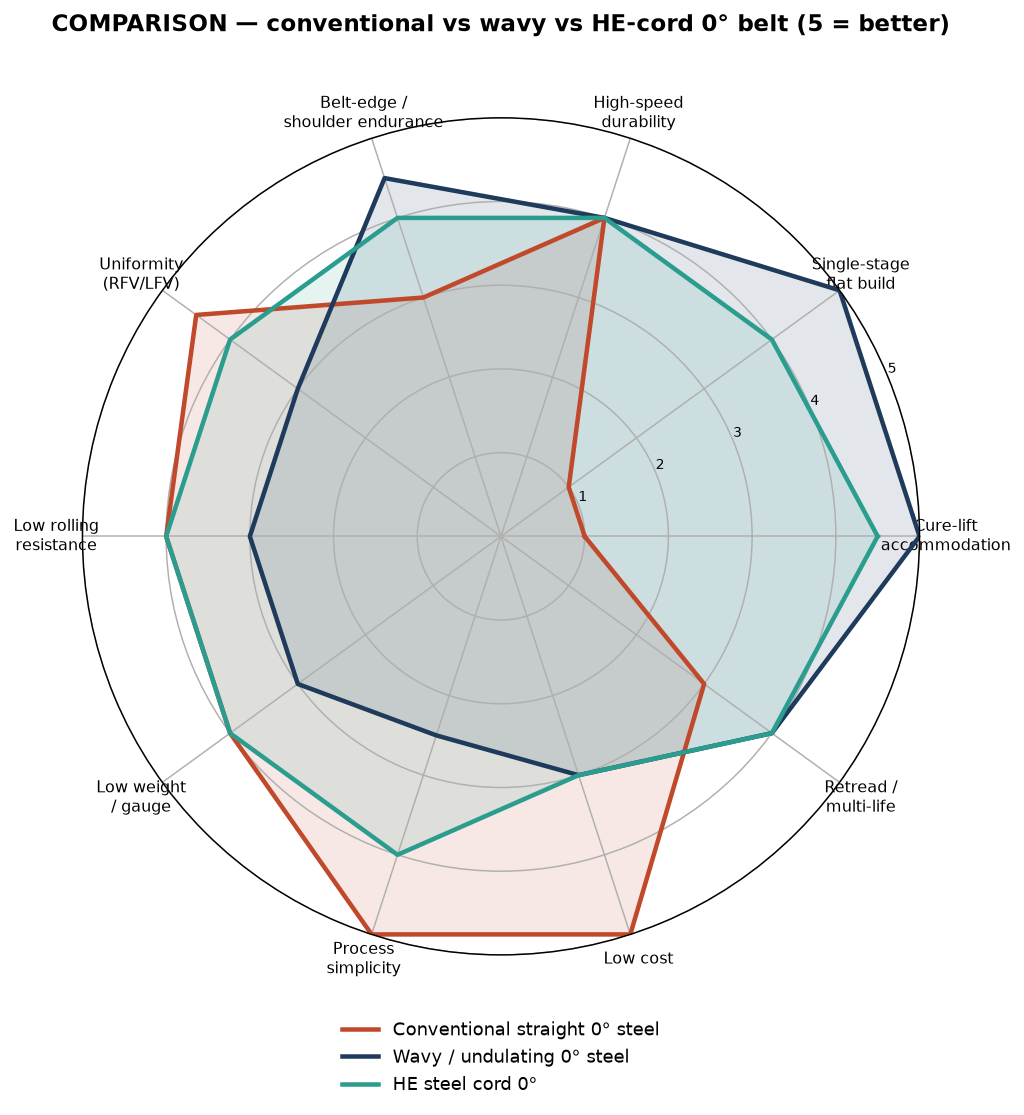 COMPARISON — conventional vs wavy vs HE-cord 0° belt (5 = better)
Belt-edge /
shoulder endurance
High-speed
durability
Uniformity
(RFV/LFV)
Single-stage
flat build
5
4
3
2
1
Low rolling
resistance
Cure-lift
accommodation
Low weight
/ gauge
Retread /
multi-life
Process
simplicity
Low cost
Conventional straight 0° steel
Wavy / undulating 0° steel
HE steel cord 0°